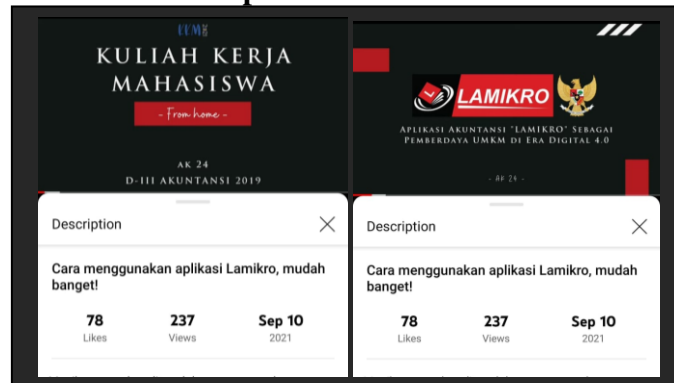 KKM
KULIAH KERJA
MAHASISWA
- From home -
AK 24
D-III AKUNTANSI 2019
Description
Cara menggunakan aplikasi Lamikro, mudah
banget!
78 237 Sep 10
Likes Views 2021
LAMIKRO
APLIKASI AKUNTANSI "LAMIKRO" SEBAGAI
PEMBERDAYA UMKM DI ERA DIGITAL 4.0
- AK 24 -
Description
Cara menggunakan aplikasi Lamikro, mudah
banget!
78 237 Sep 10
Likes Views 2021